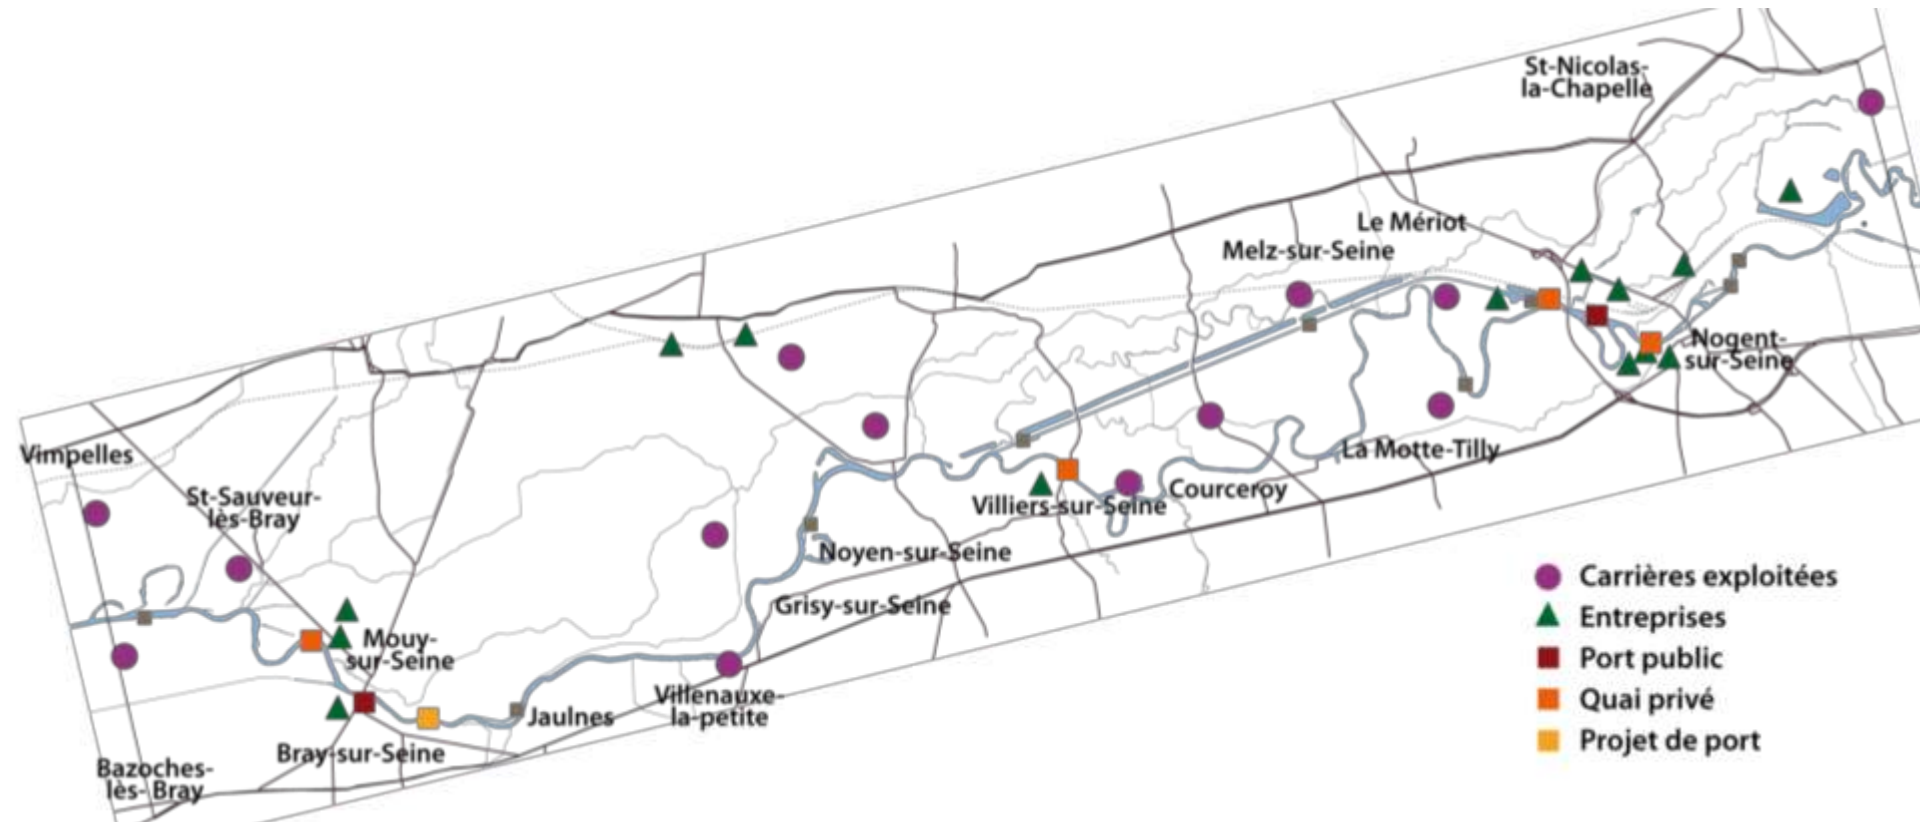 St-Nicolas-
la-Chapelle
Le Mériot
Melz-sur-Seine
Nogent-
sur-Seine
La Motte-Tilly
Vimpelles
Courceroy
St-Sauveur-
lès-Bray
Villiers-sur-Seine
Noyen-sur-Seine
Grisy-sur-Seine
Mouy-
sur-Seine
Villenauxe-
la-petite
Jaulnes
Bray-sur-Seine
Bazoches-
lès- Bray
Carrières exploitées
Entreprises
Port public
Quai privé
Projet de port